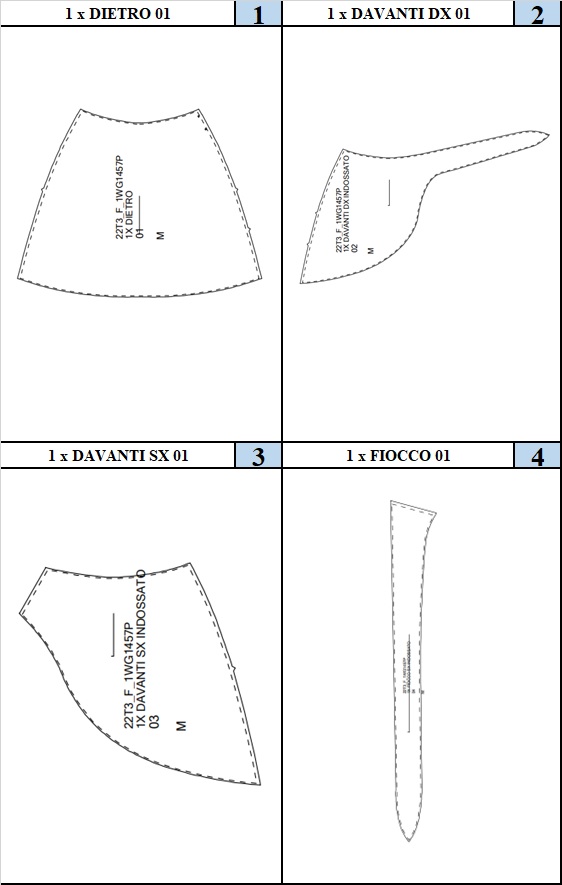 1 x DIETRO 01
1
1 x DAVANTI DX 01
2
22T3_F_1WG1457P
1X DIETRO
01
M
22T3_F_1WG1457P
1X DAVANTI DX INDOSSATO
02
M
1 x DAVANTI SX 01
3
1 x FIOCCO 01
4
22T3_F_1WG1457P
1X DAVANTI SX INDOSSATO
03
M